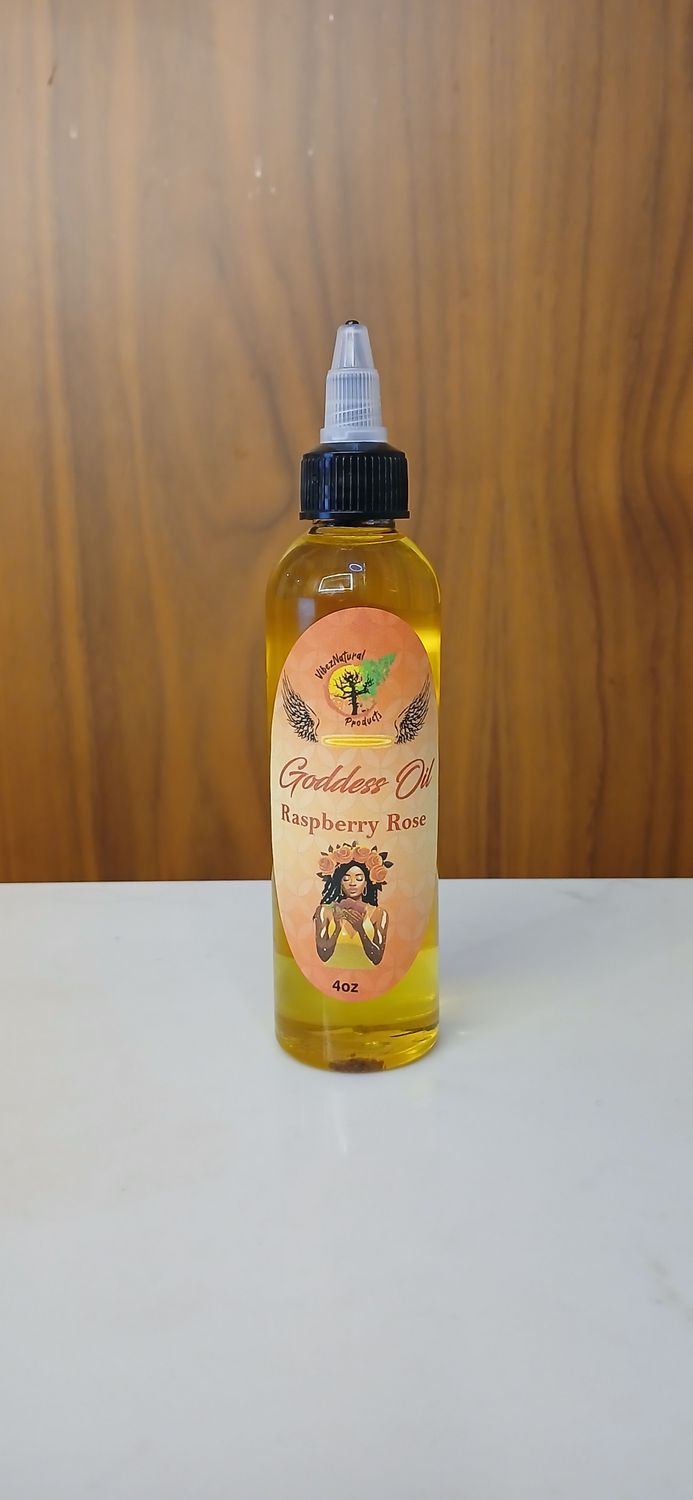 VibezNatural
Products
Goddess Oil
Raspberry Rose
4oz